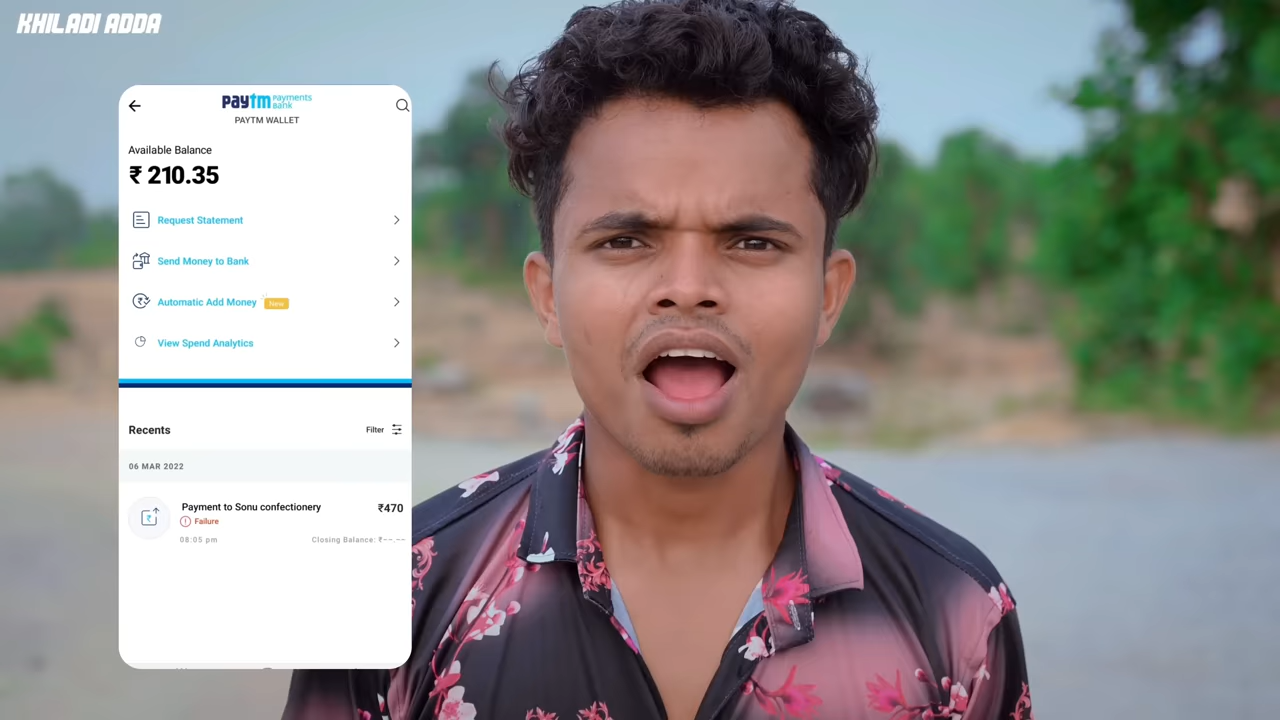 KHILADI ADDA
paytm Payments Bank
PAYTM WALLET
Available Balance
₹ 210.35
Request Statement
Send Money to Bank
Automatic Add Money New
View Spend Analytics
Recents
Filter
06 MAR 2022
Payment to Sonu confectionery ₹470
Failure
08:05 pm Closing Balance: ₹--.--